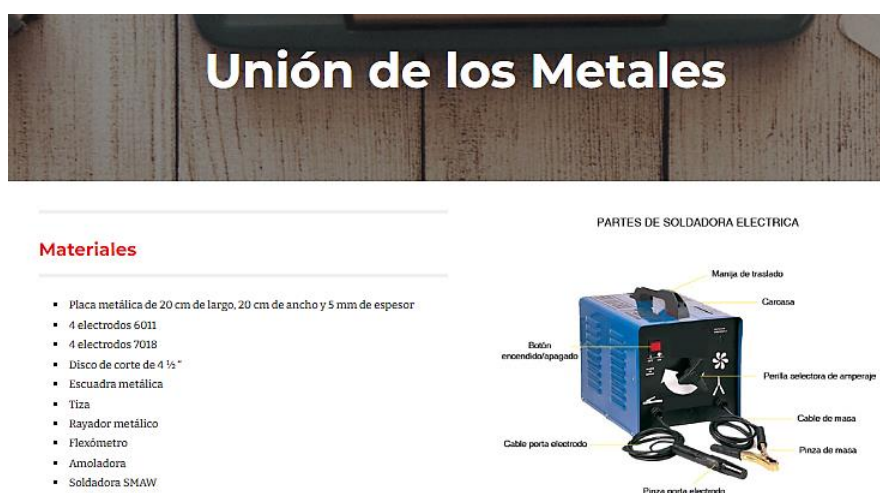 Unión de los Metales
Materiales
▪ Placa metálica de 20 cm de largo, 20 cm de ancho y 5 mm de espesor
▪ 4 electrodos 6011
▪ 4 electrodos 7018
▪ Disco de corte de 4 ½ "
▪ Escuadra metálica
▪ Tiza
▪ Rayador metálico
▪ Flexómetro
▪ Amoladora
▪ Soldadora SMAW
PARTES DE SOLDADORA ELECTRICA
Manija de traslado
Carcasa
Botón
encendido/apagado
Perilla selectora de amperaje
Cable de masa
Cable porta electrodo
Pinza de masa
Pinza porta electrodo